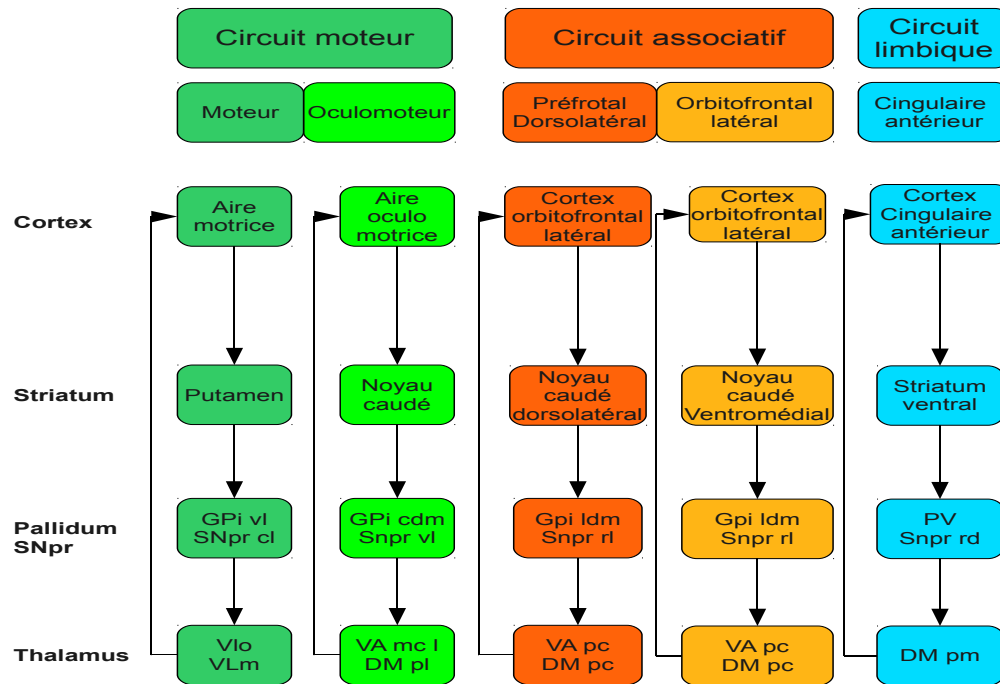 Circuit moteur
Circuit associatif
Circuit
limbique
Moteur
Oculomoteur
Préfrotal
Dorsolatéral
Orbitofrontal
latéral
Cingulaire
antérieur
Cortex
Aire
motrice
Aire
oculo
motrice
Cortex
orbitofrontal
latéral
Cortex
orbitofrontal
latéral
Cortex
Cingulaire
antérieur
Striatum
Putamen
Noyau
caudé
Noyau
caudé
dorsolatéral
Noyau
caudé
Ventromédial
Striatum
ventral
Pallidum
SNpr
GPi vl
SNpr cl
GPi cdm
Snpr vl
Gpi ldm
Snpr rl
Gpi ldm
Snpr rl
PV
Snpr rd
Thalamus
Vlo
VLm
VA mc l
DM pl
VA pc
DM pc
VA pc
DM pc
DM pm